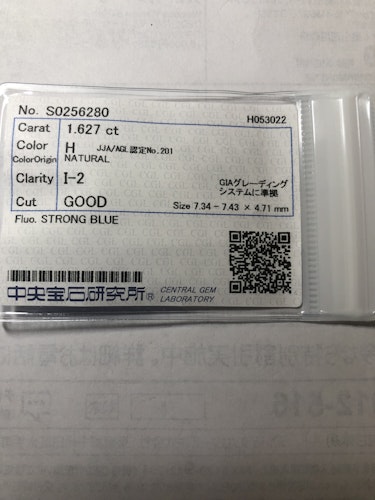 No. S0256280
H053022
Carat 1.627 ct
Color H JJA/AGL認定No.201
ColorOrigin NATURAL
Clarity I-2
GIAグレーディング
システムに準拠
Cut GOOD
Size 7.34 - 7.43 × 4.71 mm
Fluo. STRONG BLUE
中央宝石研究所® CENTRAL GEM
LABORATORY
12-516